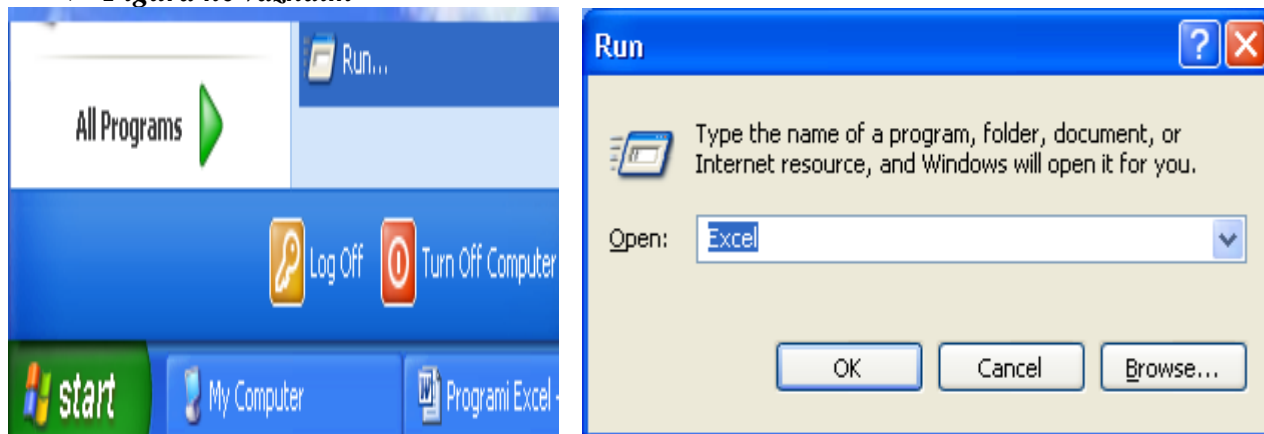 Run...
All Programs
Log Off
Turn Off Computer
start
My Computer
Programi Excel -
Run
Type the name of a program, folder, document, or
Internet resource, and Windows will open it for you.
Open:
Excel
OK
Cancel
Browse...